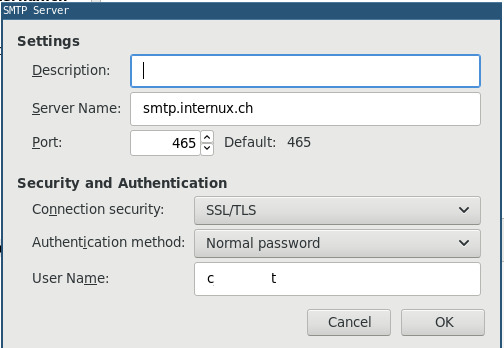 SMTP Server
Settings
Description:
Server Name: smtp.internux.ch
Port: 465 Default: 465
Security and Authentication
Connection security: SSL/TLS
Authentication method: Normal password
User Name: c t
Cancel OK